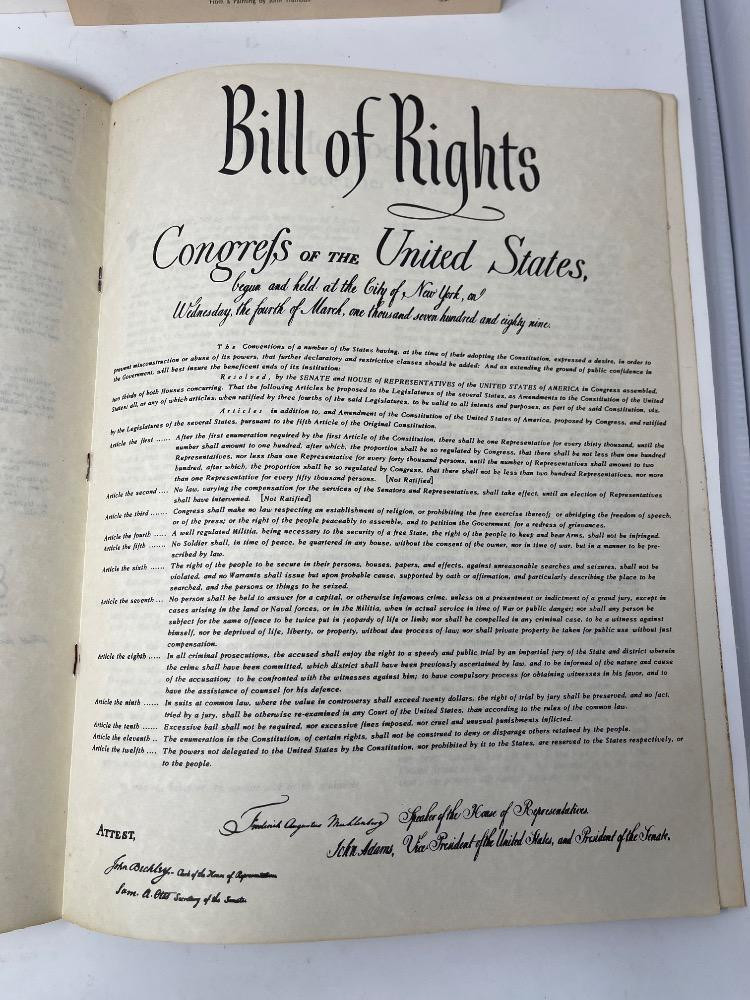 From a Painting by John Trumbull
Bill of Rights
Congreſs OF THE United States,
begun and held at the City of New York, on
Wednesday, the fourth of March, one thousand seven hundred and eighty nine.
The Conventions of a number of the States having, at the time of their adopting the Constitution, expressed a desire, in order to
prevent misconstruction or abuse of its powers, that further declaratory and restrictive clauses should be added: And as extending the ground of public confidence in
the Government, will best insure the beneficent ends of its institution:
Resolved, by the SENATE and HOUSE of REPRESENTATIVES of the UNITED STATES of AMERICA in Congress assembled,
two thirds of both Houses concurring. That the following Articles be proposed to the Legislatures of the several States, as Amendments to the Constitution of the United
States; all, or any of which articles, when ratified by three fourths of the said Legislatures, to be valid to all intents and purposes, as part of the said Constitution, viz.
Articles in addition to, and Amendment of the Constitution of the United States of America, proposed by Congress, and ratified
by the Legislatures of the several States, pursuant to the fifth Article of the Original Constitution.
Article the first ...... After the first enumeration required by the first Article of the Constitution, there shall be one Representative for every thirty thousand, until the
number shall amount to one hundred, after which, the proportion shall be so regulated by Congress, that there shall be not less than one hundred
Representatives, nor less than one Representative for every forty thousand persons, until the number of Representatives shall amount to two
hundred, after which, the proportion shall be so regulated by Congress, that there shall not be less than two hundred Representatives, nor more
than one Representative for every fifty thousand persons. [Not Ratified]
Article the second .... No law, varying the compensation for the services of the Senators and Representatives, shall take effect, until an election of Representatives
shall have intervened. [Not Ratified]
Article the third ...... Congress shall make no law respecting an establishment of religion, or prohibiting the free exercise thereof; or abridging the freedom of speech,
or of the press; or the right of the people peaceably to assemble, and to petition the Government for a redress of grievances.
Article the fourth ..... A well regulated Militia, being necessary to the security of a free State, the right of the people to keep and bear Arms, shall not be infringed.
Article the fifth ...... No Soldier shall, in time of peace, be quartered in any house, without the consent of the owner, nor in time of war, but in a manner to be pre-
scribed by law.
Article the sixth ...... The right of the people to be secure in their persons, houses, papers, and effects, against unreasonable searches and seizures, shall not be
violated, and no Warrants shall issue but upon probable cause, supported by oath or affirmation, and particularly describing the place to be
searched, and the persons or things to be seized.
Article the seventh .... No person shall be held to answer for a capital, or otherwise infamous crime, unless on a presentment or indictment of a grand jury, except in
cases arising in the land or Naval forces, or in the Militia, when in actual service in time of War or public danger; nor shall any person be
subject for the same offence to be twice put in jeopardy of life or limb; nor shall be compelled in any criminal case, to be a witness against
himself, nor be deprived of life, liberty, or property, without due process of law; nor shall private property be taken for public use without just
compensation.
Article the eighth ..... In all criminal prosecutions, the accused shall enjoy the right to a speedy and public trial by an impartial jury of the State and district wherein
the crime shall have been committed, which district shall have been previously ascertained by law, and to be informed of the nature and cause
of the accusation; to be confronted with the witnesses against him; to have compulsory process for obtaining witnesses in his favor, and to
have the assistance of counsel for his defence.
Article the ninth ...... In suits at common law, where the value in controversy shall exceed twenty dollars, the right of trial by jury shall be preserved, and no fact,
tried by a jury, shall be otherwise re-examined in any Court of the United States, than according to the rules of the common law.
Article the tenth ...... Excessive bail shall not be required, nor excessive fines imposed, nor cruel and unusual punishments inflicted.
Article the eleventh .. The enumeration in the Constitution, of certain rights, shall not be construed to deny or disparage others retained by the people.
Article the twelfth .... The powers not delegated to the United States by the Constitution, nor prohibited by it to the States, are reserved to the States respectively, or
to the people.
Frederick Augustus Muhlenberg Speaker of the House of Representatives.
ATTEST,
John Adams, Vice President of the United States, and President of the Senate.
John Beckley, Clerk of the House of Representatives
Sam. A. Otis Secretary of the Senate